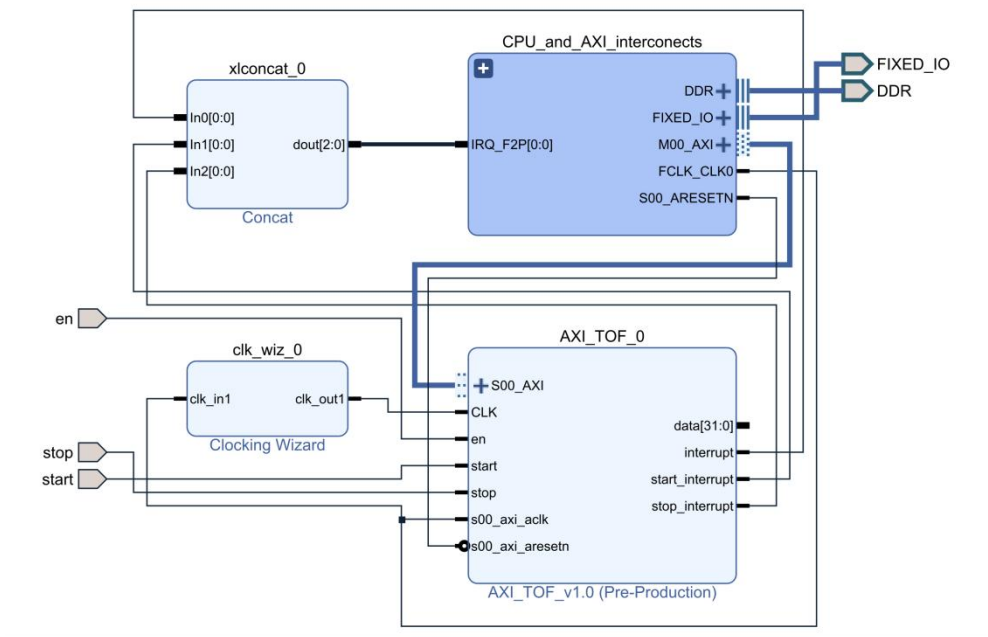 CPU_and_AXI_interconects
FIXED_IO
DDR
xlconcat_0
In0[0:0]
In1[0:0]
In2[0:0]
dout[2:0]
Concat
IRQ_F2P[0:0]
DDR
FIXED_IO
M00_AXI
FCLK_CLK0
S00_ARESETN
en
clk_wiz_0
clk_in1
clk_out1
Clocking Wizard
stop
start
AXI_TOF_0
S00_AXI
CLK
en
start
stop
s00_axi_aclk
s00_axi_aresetn
data[31:0]
interrupt
start_interrupt
stop_interrupt
AXI_TOF_v1.0 (Pre-Production)